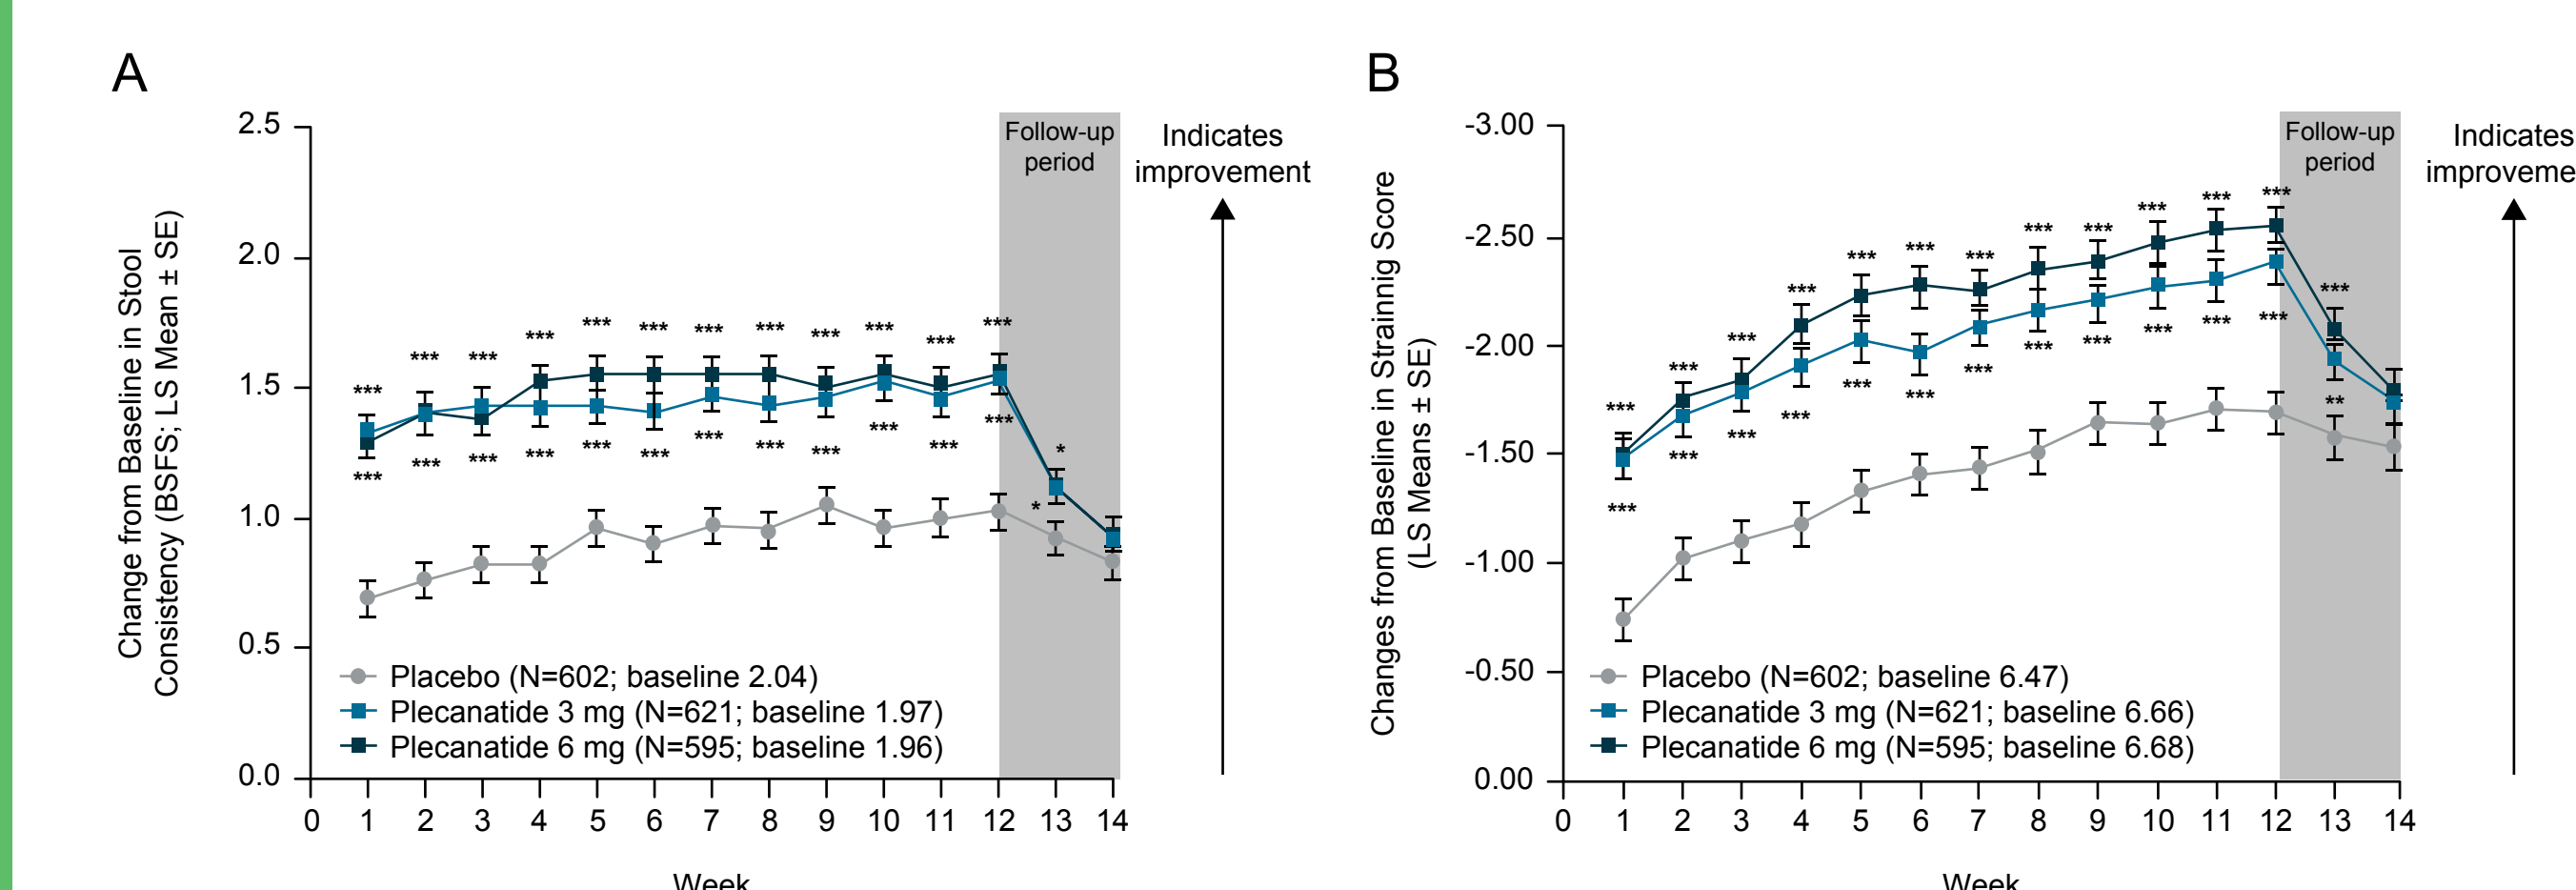 A
Change from Baseline in Stool
Consistency (BSFS; LS Mean ± SE)
2.5
2.0
1.5
1.0
0.5
0.0
Follow-up
period
Indicates
improvement
*** *** *** *** *** *** *** *** *** *** *** *** *
*** *** *** *** *** *** *** *** *** *** *** *** *
Placebo (N=602; baseline 2.04)
Plecanatide 3 mg (N=621; baseline 1.97)
Plecanatide 6 mg (N=595; baseline 1.96)
0 1 2 3 4 5 6 7 8 9 10 11 12 13 14
Week
B
Changes from Baseline in Strainnig Score
(LS Means ± SE)
-3.00
-2.50
-2.00
-1.50
-1.00
-0.50
0.00
Follow-up
period
Indicates
improveme
*** *** *** *** *** *** *** *** *** *** *** *** ***
*** *** *** *** *** *** *** *** *** *** *** *** **
Placebo (N=602; baseline 6.47)
Plecanatide 3 mg (N=621; baseline 6.66)
Plecanatide 6 mg (N=595; baseline 6.68)
0 1 2 3 4 5 6 7 8 9 10 11 12 13 14
Week